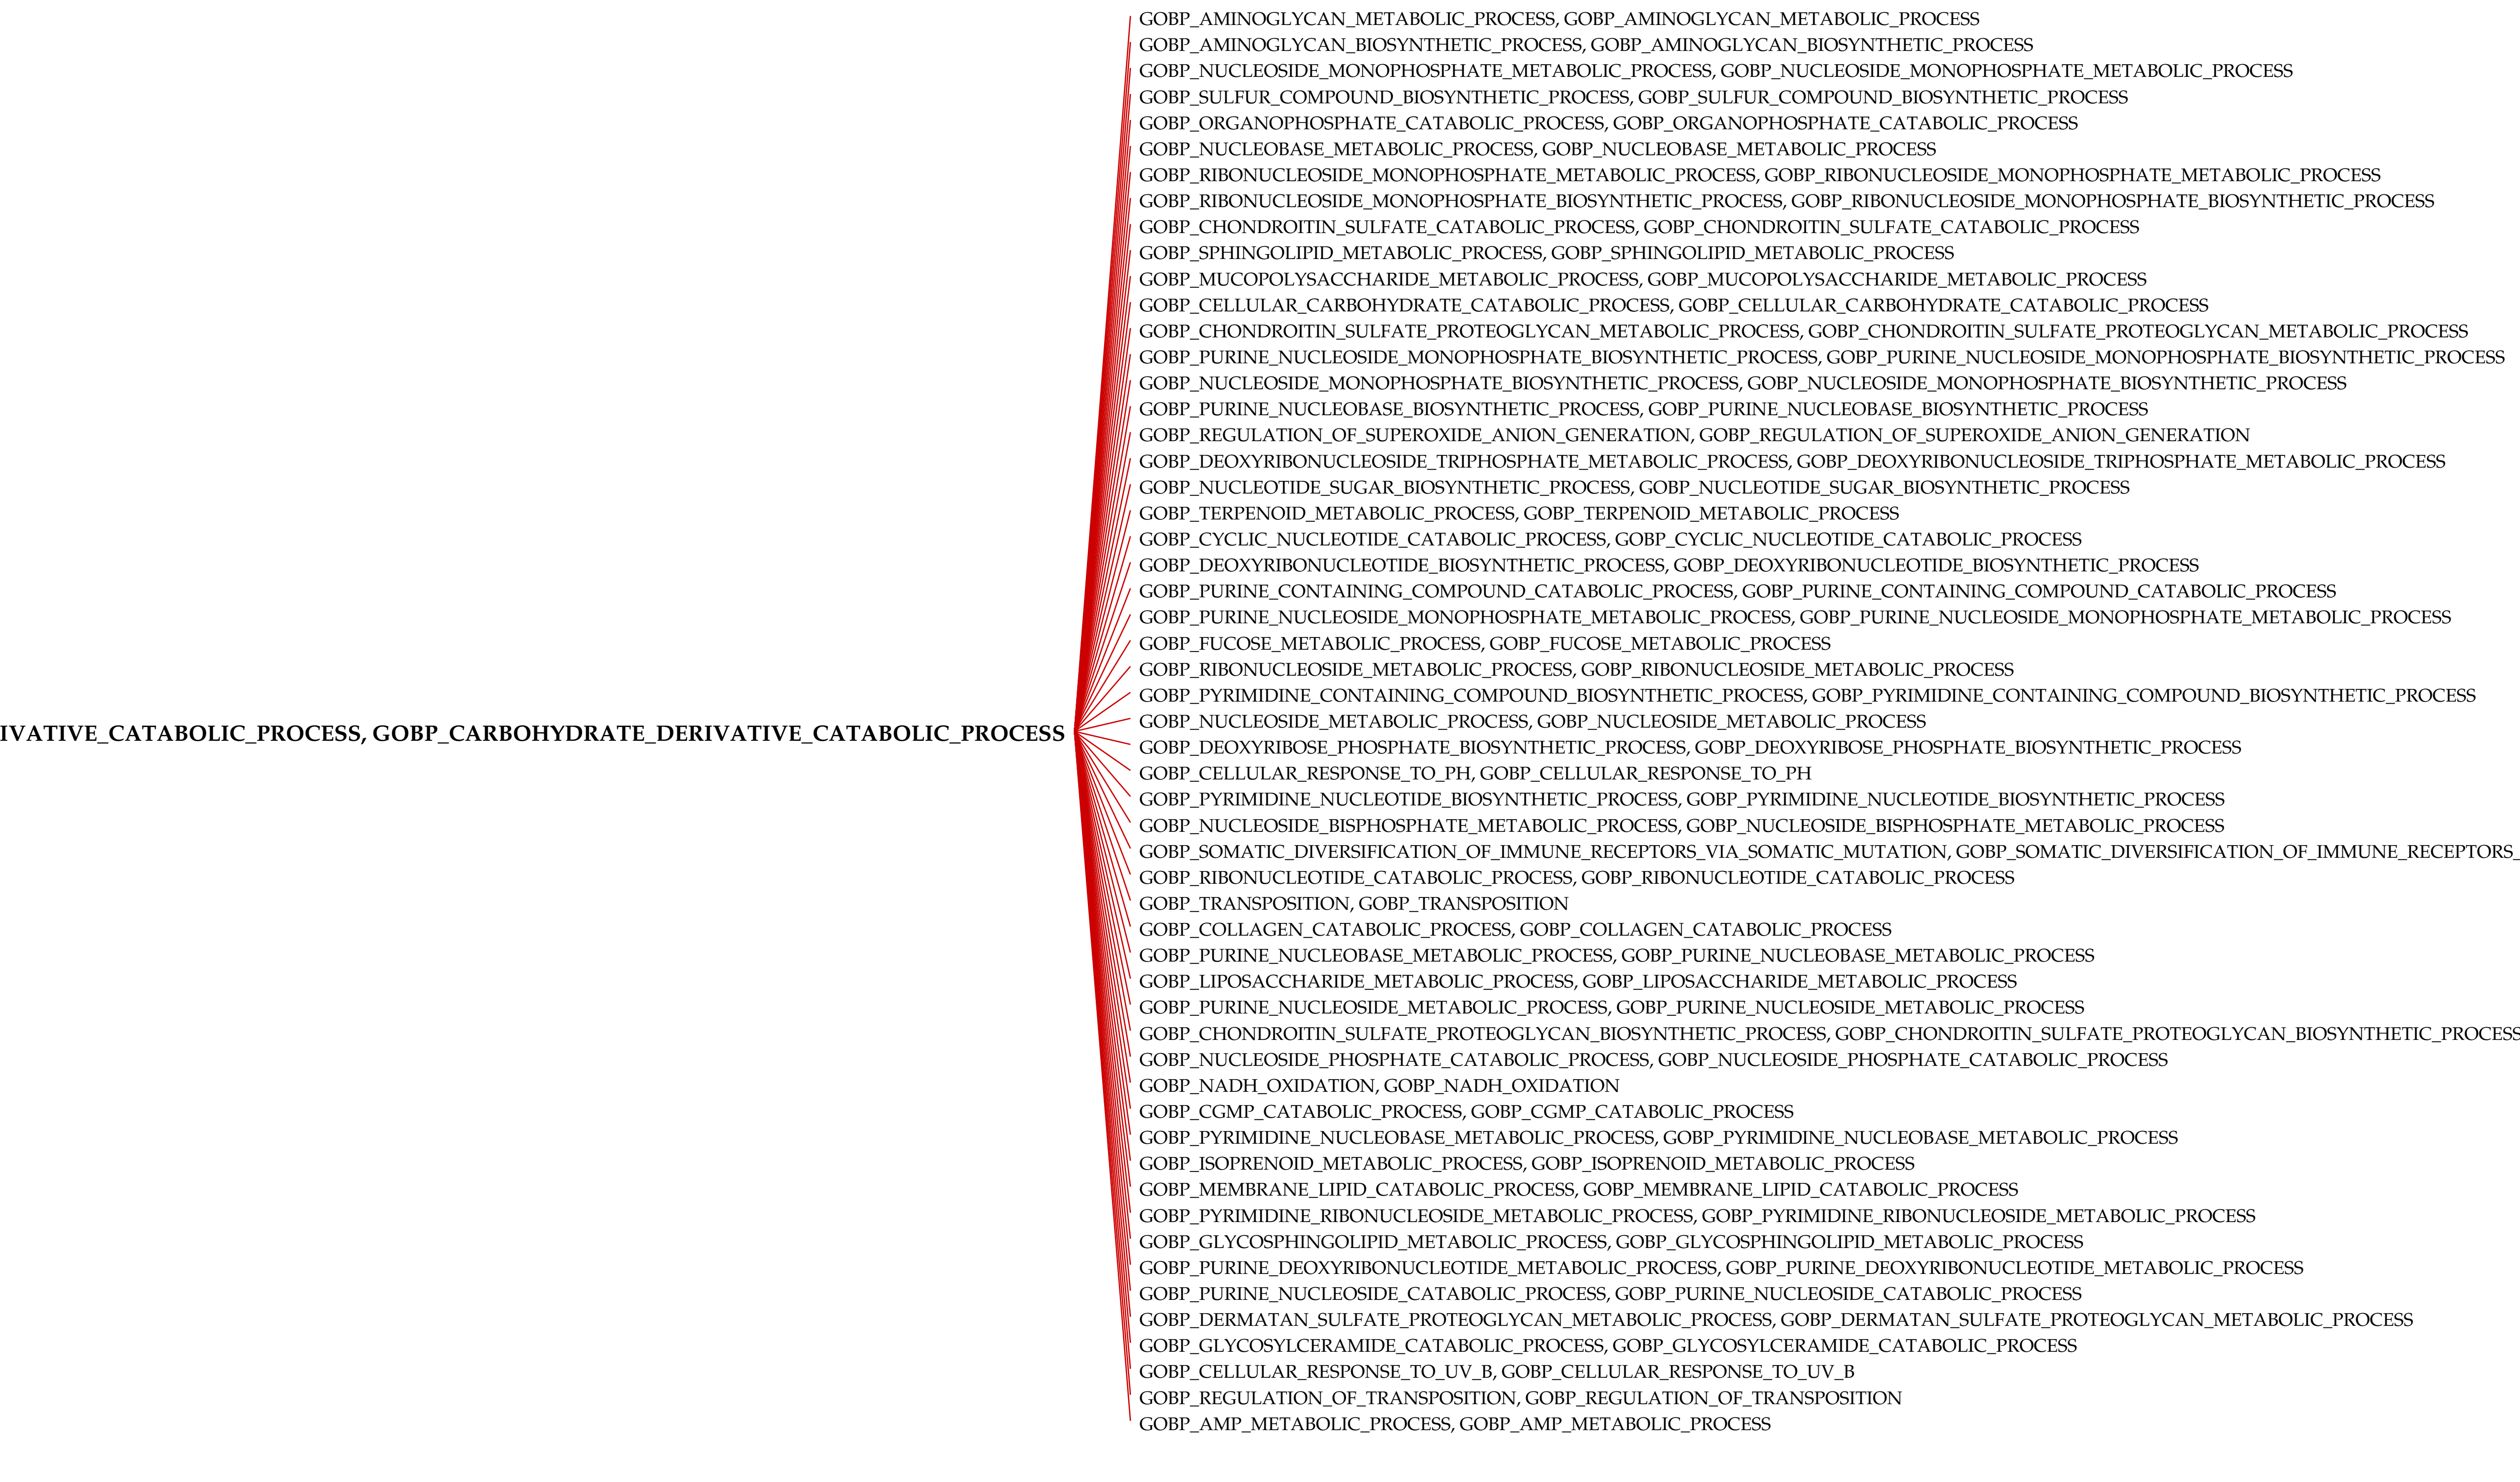 GOBP_AMINOGLYCAN_METABOLIC_PROCESS, GOBP_AMINOGLYCAN_METABOLIC_PROCESS
GOBP_AMINOGLYCAN_BIOSYNTHETIC_PROCESS, GOBP_AMINOGLYCAN_BIOSYNTHETIC_PROCESS
GOBP_NUCLEOSIDE_MONOPHOSPHATE_METABOLIC_PROCESS, GOBP_NUCLEOSIDE_MONOPHOSPHATE_METABOLIC_PROCESS
GOBP_SULFUR_COMPOUND_BIOSYNTHETIC_PROCESS, GOBP_SULFUR_COMPOUND_BIOSYNTHETIC_PROCESS
GOBP_ORGANOPHOSPHATE_CATABOLIC_PROCESS, GOBP_ORGANOPHOSPHATE_CATABOLIC_PROCESS
GOBP_NUCLEOBASE_METABOLIC_PROCESS, GOBP_NUCLEOBASE_METABOLIC_PROCESS
GOBP_RIBONUCLEOSIDE_MONOPHOSPHATE_METABOLIC_PROCESS, GOBP_RIBONUCLEOSIDE_MONOPHOSPHATE_METABOLIC_PROCESS
GOBP_RIBONUCLEOSIDE_MONOPHOSPHATE_BIOSYNTHETIC_PROCESS, GOBP_RIBONUCLEOSIDE_MONOPHOSPHATE_BIOSYNTHETIC_PROCESS
GOBP_CHONDROITIN_SULFATE_CATABOLIC_PROCESS, GOBP_CHONDROITIN_SULFATE_CATABOLIC_PROCESS
GOBP_SPHINGOLIPID_METABOLIC_PROCESS, GOBP_SPHINGOLIPID_METABOLIC_PROCESS
GOBP_MUCOPOLYSACCHARIDE_METABOLIC_PROCESS, GOBP_MUCOPOLYSACCHARIDE_METABOLIC_PROCESS
GOBP_CELLULAR_CARBOHYDRATE_CATABOLIC_PROCESS, GOBP_CELLULAR_CARBOHYDRATE_CATABOLIC_PROCESS
GOBP_CHONDROITIN_SULFATE_PROTEOGLYCAN_METABOLIC_PROCESS, GOBP_CHONDROITIN_SULFATE_PROTEOGLYCAN_METABOLIC_PROCESS
GOBP_PURINE_NUCLEOSIDE_MONOPHOSPHATE_BIOSYNTHETIC_PROCESS, GOBP_PURINE_NUCLEOSIDE_MONOPHOSPHATE_BIOSYNTHETIC_PROCESS
GOBP_NUCLEOSIDE_MONOPHOSPHATE_BIOSYNTHETIC_PROCESS, GOBP_NUCLEOSIDE_MONOPHOSPHATE_BIOSYNTHETIC_PROCESS
GOBP_PURINE_NUCLEOBASE_BIOSYNTHETIC_PROCESS, GOBP_PURINE_NUCLEOBASE_BIOSYNTHETIC_PROCESS
GOBP_REGULATION_OF_SUPEROXIDE_ANION_GENERATION, GOBP_REGULATION_OF_SUPEROXIDE_ANION_GENERATION
GOBP_DEOXYRIBONUCLEOSIDE_TRIPHOSPHATE_METABOLIC_PROCESS, GOBP_DEOXYRIBONUCLEOSIDE_TRIPHOSPHATE_METABOLIC_PROCESS
GOBP_NUCLEOTIDE_SUGAR_BIOSYNTHETIC_PROCESS, GOBP_NUCLEOTIDE_SUGAR_BIOSYNTHETIC_PROCESS
GOBP_TERPENOID_METABOLIC_PROCESS, GOBP_TERPENOID_METABOLIC_PROCESS
GOBP_CYCLIC_NUCLEOTIDE_CATABOLIC_PROCESS, GOBP_CYCLIC_NUCLEOTIDE_CATABOLIC_PROCESS
GOBP_DEOXYRIBONUCLEOTIDE_BIOSYNTHETIC_PROCESS, GOBP_DEOXYRIBONUCLEOTIDE_BIOSYNTHETIC_PROCESS
GOBP_PURINE_CONTAINING_COMPOUND_CATABOLIC_PROCESS, GOBP_PURINE_CONTAINING_COMPOUND_CATABOLIC_PROCESS
GOBP_PURINE_NUCLEOSIDE_MONOPHOSPHATE_METABOLIC_PROCESS, GOBP_PURINE_NUCLEOSIDE_MONOPHOSPHATE_METABOLIC_PROCESS
GOBP_FUCOSE_METABOLIC_PROCESS, GOBP_FUCOSE_METABOLIC_PROCESS
GOBP_RIBONUCLEOSIDE_METABOLIC_PROCESS, GOBP_RIBONUCLEOSIDE_METABOLIC_PROCESS
GOBP_PYRIMIDINE_CONTAINING_COMPOUND_BIOSYNTHETIC_PROCESS, GOBP_PYRIMIDINE_CONTAINING_COMPOUND_BIOSYNTHETIC_PROCESS
GOBP_NUCLEOSIDE_METABOLIC_PROCESS, GOBP_NUCLEOSIDE_METABOLIC_PROCESS
IVATIVE_CATABOLIC_PROCESS, GOBP_CARBOHYDRATE_DERIVATIVE_CATABOLIC_PROCESS
GOBP_DEOXYRIBOSE_PHOSPHATE_BIOSYNTHETIC_PROCESS, GOBP_DEOXYRIBOSE_PHOSPHATE_BIOSYNTHETIC_PROCESS
GOBP_CELLULAR_RESPONSE_TO_PH, GOBP_CELLULAR_RESPONSE_TO_PH
GOBP_PYRIMIDINE_NUCLEOTIDE_BIOSYNTHETIC_PROCESS, GOBP_PYRIMIDINE_NUCLEOTIDE_BIOSYNTHETIC_PROCESS
GOBP_NUCLEOSIDE_BISPHOSPHATE_METABOLIC_PROCESS, GOBP_NUCLEOSIDE_BISPHOSPHATE_METABOLIC_PROCESS
GOBP_SOMATIC_DIVERSIFICATION_OF_IMMUNE_RECEPTORS_VIA_SOMATIC_MUTATION, GOBP_SOMATIC_DIVERSIFICATION_OF_IMMUNE_RECEPTORS_
GOBP_RIBONUCLEOTIDE_CATABOLIC_PROCESS, GOBP_RIBONUCLEOTIDE_CATABOLIC_PROCESS
GOBP_TRANSPOSITION, GOBP_TRANSPOSITION
GOBP_COLLAGEN_CATABOLIC_PROCESS, GOBP_COLLAGEN_CATABOLIC_PROCESS
GOBP_PURINE_NUCLEOBASE_METABOLIC_PROCESS, GOBP_PURINE_NUCLEOBASE_METABOLIC_PROCESS
GOBP_LIPOSACCHARIDE_METABOLIC_PROCESS, GOBP_LIPOSACCHARIDE_METABOLIC_PROCESS
GOBP_PURINE_NUCLEOSIDE_METABOLIC_PROCESS, GOBP_PURINE_NUCLEOSIDE_METABOLIC_PROCESS
GOBP_CHONDROITIN_SULFATE_PROTEOGLYCAN_BIOSYNTHETIC_PROCESS, GOBP_CHONDROITIN_SULFATE_PROTEOGLYCAN_BIOSYNTHETIC_PROCESS
GOBP_NUCLEOSIDE_PHOSPHATE_CATABOLIC_PROCESS, GOBP_NUCLEOSIDE_PHOSPHATE_CATABOLIC_PROCESS
GOBP_NADH_OXIDATION, GOBP_NADH_OXIDATION
GOBP_CGMP_CATABOLIC_PROCESS, GOBP_CGMP_CATABOLIC_PROCESS
GOBP_PYRIMIDINE_NUCLEOBASE_METABOLIC_PROCESS, GOBP_PYRIMIDINE_NUCLEOBASE_METABOLIC_PROCESS
GOBP_ISOPRENOID_METABOLIC_PROCESS, GOBP_ISOPRENOID_METABOLIC_PROCESS
GOBP_MEMBRANE_LIPID_CATABOLIC_PROCESS, GOBP_MEMBRANE_LIPID_CATABOLIC_PROCESS
GOBP_PYRIMIDINE_RIBONUCLEOSIDE_METABOLIC_PROCESS, GOBP_PYRIMIDINE_RIBONUCLEOSIDE_METABOLIC_PROCESS
GOBP_GLYCOSPHINGOLIPID_METABOLIC_PROCESS, GOBP_GLYCOSPHINGOLIPID_METABOLIC_PROCESS
GOBP_PURINE_DEOXYRIBONUCLEOTIDE_METABOLIC_PROCESS, GOBP_PURINE_DEOXYRIBONUCLEOTIDE_METABOLIC_PROCESS
GOBP_PURINE_NUCLEOSIDE_CATABOLIC_PROCESS, GOBP_PURINE_NUCLEOSIDE_CATABOLIC_PROCESS
GOBP_DERMATAN_SULFATE_PROTEOGLYCAN_METABOLIC_PROCESS, GOBP_DERMATAN_SULFATE_PROTEOGLYCAN_METABOLIC_PROCESS
GOBP_GLYCOSYLCERAMIDE_CATABOLIC_PROCESS, GOBP_GLYCOSYLCERAMIDE_CATABOLIC_PROCESS
GOBP_CELLULAR_RESPONSE_TO_UV_B, GOBP_CELLULAR_RESPONSE_TO_UV_B
GOBP_REGULATION_OF_TRANSPOSITION, GOBP_REGULATION_OF_TRANSPOSITION
GOBP_AMP_METABOLIC_PROCESS, GOBP_AMP_METABOLIC_PROCESS